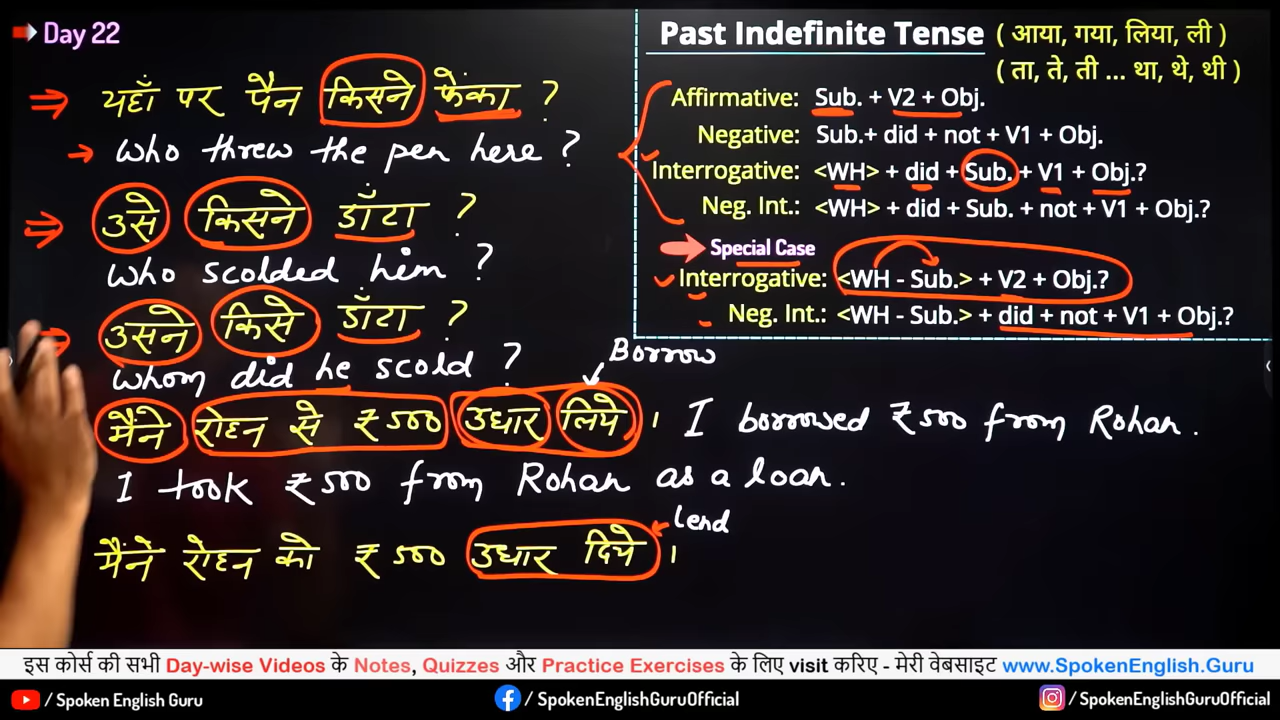 Day 22
यहाँ पर पैन किसने फेंका ?
Who threw the pen here ?
उसे किसने डाँटा ?
Who scolded him ?
उसने किसे डाँटा ?
Whom did he scold ?
Borrow
मैंने रोहन से ₹500 उधार लिये । I borrowed ₹500 from Rohan.
I took ₹500 from Rohan as a loan.
lend
मैंने रोहन को ₹500 उधार दिये ।
Past Indefinite Tense ( आया, गया, लिया, ली )
( ता, ते, ती ... था, थे, थी )
Affirmative: Sub. + V2 + Obj.
Negative: Sub.+ did + not + V1 + Obj.
Interrogative: <WH> + did + Sub. + V1 + Obj.?
Neg. Int.: <WH> + did + Sub. + not + V1 + Obj.?
Special Case
Interrogative: <WH - Sub.> + V2 + Obj.?
Neg. Int.: <WH - Sub.> + did + not + V1 + Obj.?
इस कोर्स की सभी Day-wise Videos के Notes, Quizzes और Practice Exercises के लिए visit करिए - मेरी वेबसाइट www.SpokenEnglish.Guru
/ Spoken English Guru / SpokenEnglishGuruOfficial / SpokenEnglishGuruOfficial